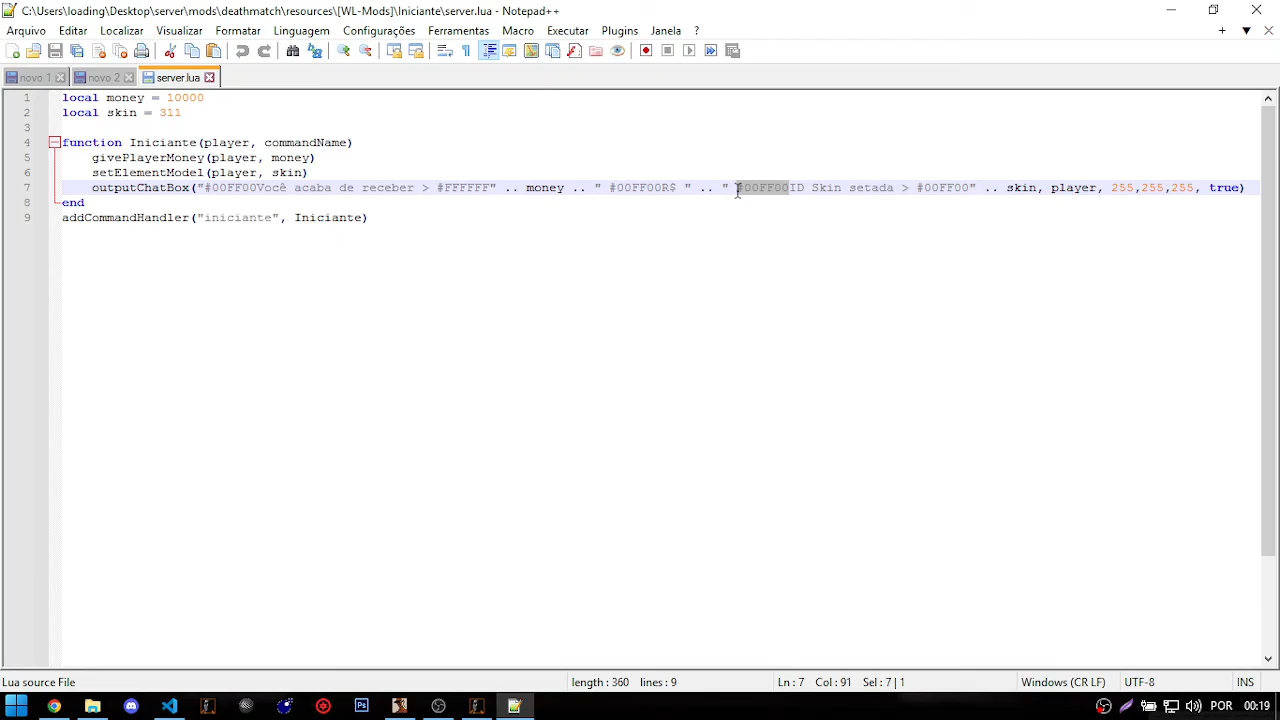 C:\Users\loading\Desktop\server\mods\deathmatch\resources\[WL-Mods]\Iniciante\server.lua - Notepad++
Arquivo Editar Localizar Visualizar Formatar Linguagem Configurações Ferramentas Macro Executar Plugins Janela ?
novo 1 novo 2 server.lua
1 local money = 10000
2 local skin = 311
3
4 function Iniciante(player, commandName)
5 givePlayerMoney(player, money)
6 setElementModel(player, skin)
7 outputChatBox("#00FF00Você acaba de receber > #FFFFFF" .. money .. " #00FF00R$ " .. " #00FF00ID Skin setada > #00FF00" .. skin, player, 255,255,255, true)
8 end
9 addCommandHandler("iniciante", Iniciante)
Lua source File length: 360 lines: 9 Ln: 7 Col: 91 Sel: 7 | 1 Windows (CR LF) UTF-8 INS
Ps POR 00:19